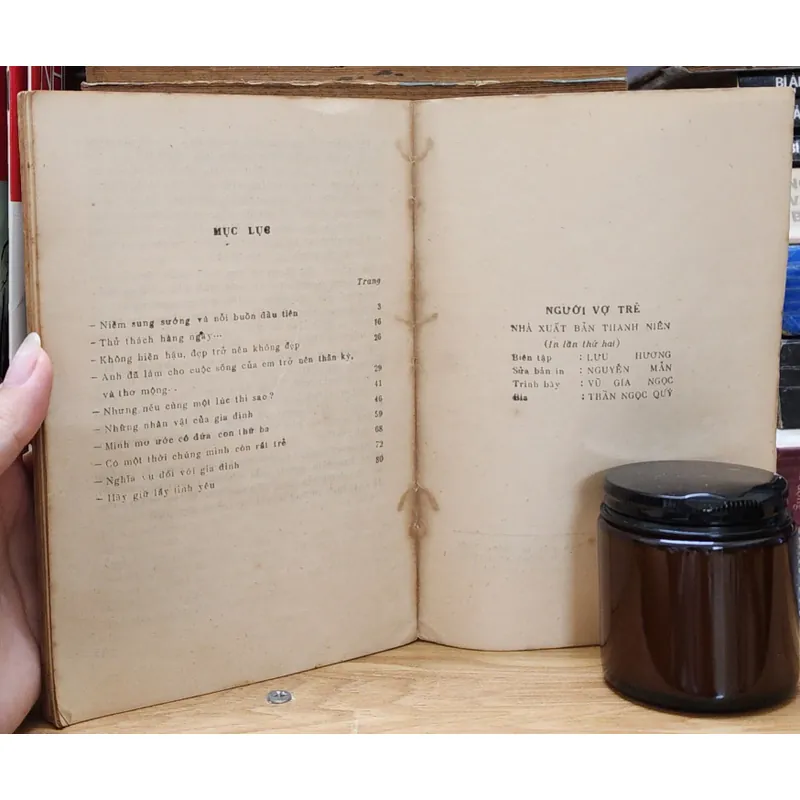 MỤC LỤC
Trang
– Niềm sung sướng và nỗi buồn đầu tiên 3
– Thử thách hàng ngày... 16
– Không hiền hậu, đẹp trở nên không đẹp 26
– Anh đã làm cho cuộc sống của em trở nên thần kỳ,
và thơ mộng. . 29
– Nhưng nếu cùng một lúc thì sao? 41
– Những nhân vật của gia đình 46
– Mình mơ ước có đứa con thứ ba 59
– Có một thời chúng mình còn rất trẻ 68
– Nghĩa vụ đối với gia đình 72
– Hãy giữ lấy tình yêu 80
NGƯỜI VỢ TRẺ
NHÀ XUẤT BẢN THANH NIÊN
(In lần thứ hai)
Biên tập : LƯU HƯƠNG
Sửa bản in : NGUYỄN MẪN
Trình bày : VŨ GIA NGỌC
Bìa : TRẦN NGỌC QUỲ